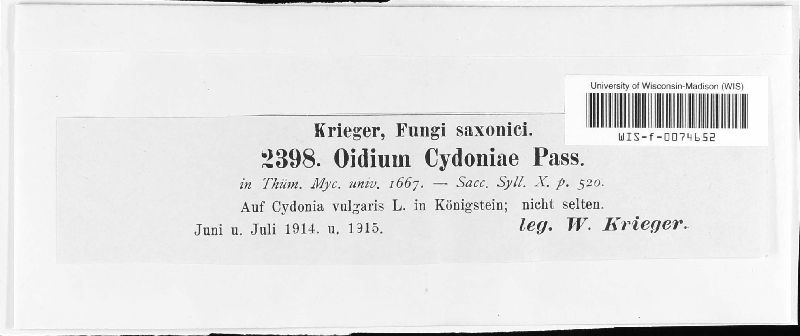 University of Wisconsin-Madison (WIS)
WIS-f-0074652
Krieger, Fungi saxonici.
2398. Oidium Cydoniae Pass.
in Thüm. Myc. univ. 1667. — Sacc. Syll. X. p. 520.
Auf Cydonia vulgaris L. in Königstein; nicht selten.
Juni u. Juli 1914. u. 1915. leg. W. Krieger.